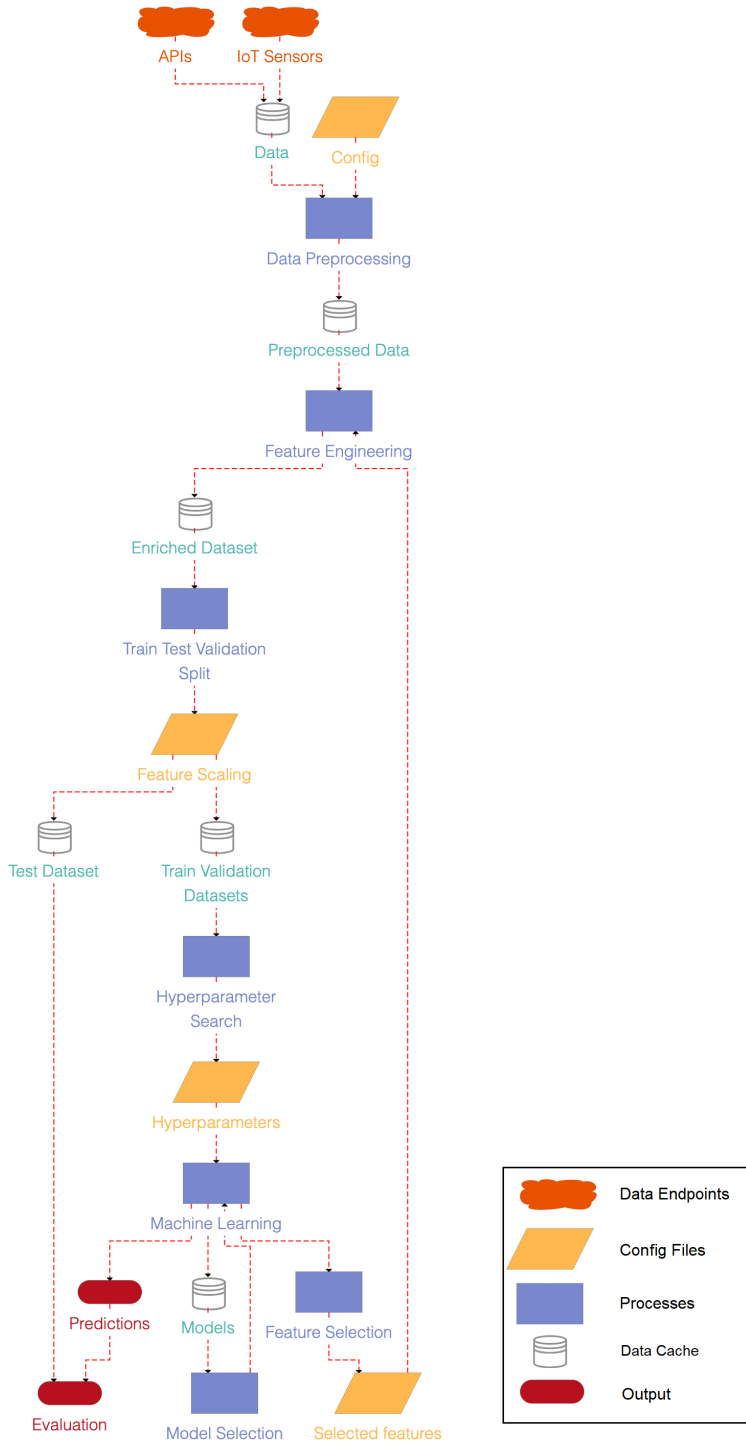 APIs
IoT Sensors
Data
Config
Data Preprocessing
Preprocessed Data
Feature Engineering
Enriched Dataset
Train Test Validation
Split
Feature Scaling
Test Dataset
Train Validation
Datasets
Hyperparameter
Search
Hyperparameters
Machine Learning
Predictions
Models
Feature Selection
Evaluation
Model Selection
Selected features
Data Endpoints
Config Files
Processes
Data Cache
Output